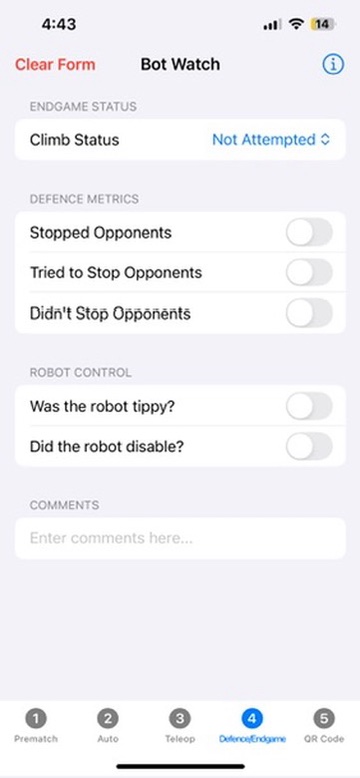 4:43
14
Clear Form
Bot Watch
ENDGAME STATUS
Climb Status
Not Attempted
DEFENCE METRICS
Stopped Opponents
Tried to Stop Opponents
Didn't Stop Opponents
ROBOT CONTROL
Was the robot tippy?
Did the robot disable?
COMMENTS
Enter comments here...
1 2 3 4 5
Prematch Auto Teleop Defence/Endgame QR Code